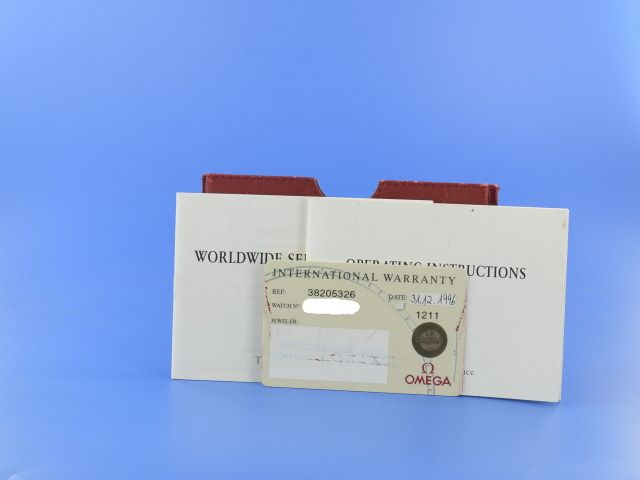 WORLDWIDE SE
OPERATING INSTRUCTIONS
INTERNATIONAL WARRANTY
REF: 38205326
DATE: 31.12.1996
WATCH N°
1211
JEWELER:
Ω
OMEGA